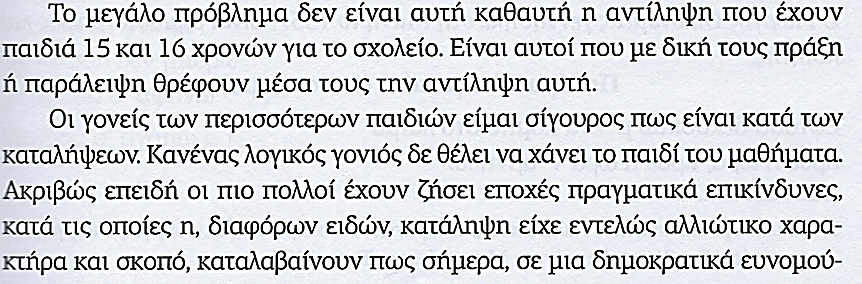 Το μεγάλο πρόβλημα δεν είναι αυτή καθαυτή η αντίληψη που έχουν
παιδιά 15 και 16 χρονών για το σχολείο. Είναι αυτοί που με δική τους πράξη
ή παράλειψη θρέφουν μέσα τους την αντίληψη αυτή.
Οι γονείς των περισσότερων παιδιών είμαι σίγουρος πως είναι κατά των
καταλήψεων. Κανένας λογικός γονιός δε θέλει να χάνει το παιδί του μαθήματα.
Ακριβώς επειδή οι πιο πολλοί έχουν ζήσει εποχές πραγματικά επικίνδυνες,
κατά τις οποίες η, διαφόρων ειδών, κατάληψη είχε εντελώς αλλιώτικο χαρα-
κτήρα και σκοπό, καταλαβαίνουν πως σήμερα, σε μια δημοκρατικά ευνομού-